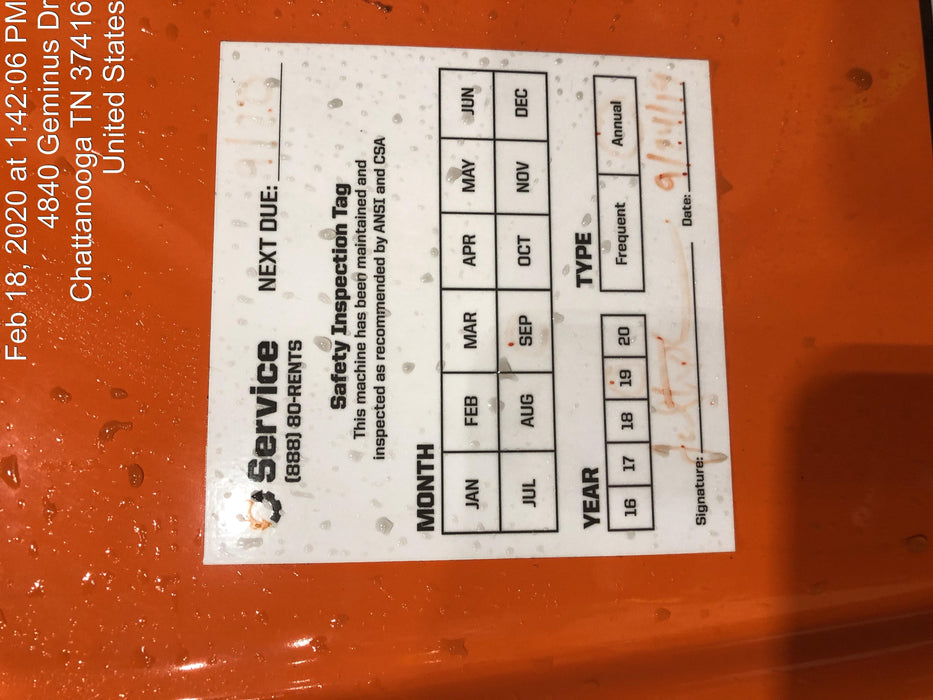 Feb 18, 2020 at 1:42:06 PM
4840 Geminus Dr
Chattanooga TN 37416
United States
Service NEXT DUE:
(888) 80-RENTS
Safety Inspection Tag
This machine has been maintained and
inspected as recommended by ANSI and CSA
MONTH
JAN FEB MAR APR MAY JUN
JUL AUG SEP OCT NOV DEC
YEAR TYPE
16 17 18 19 20 Frequent Annual
Signature: Date: